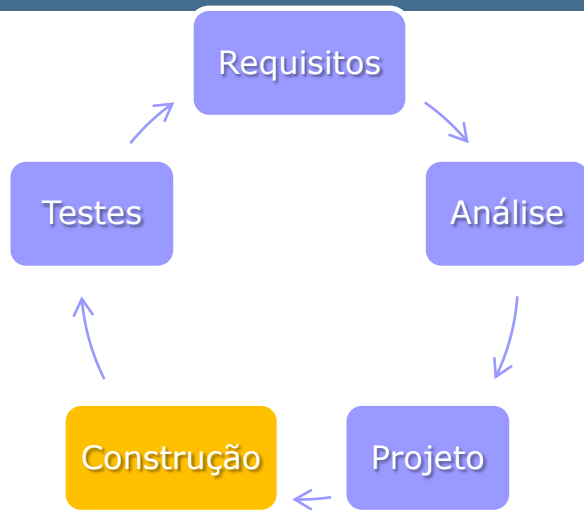 Requisitos
Análise
Projeto
Construção
Testes